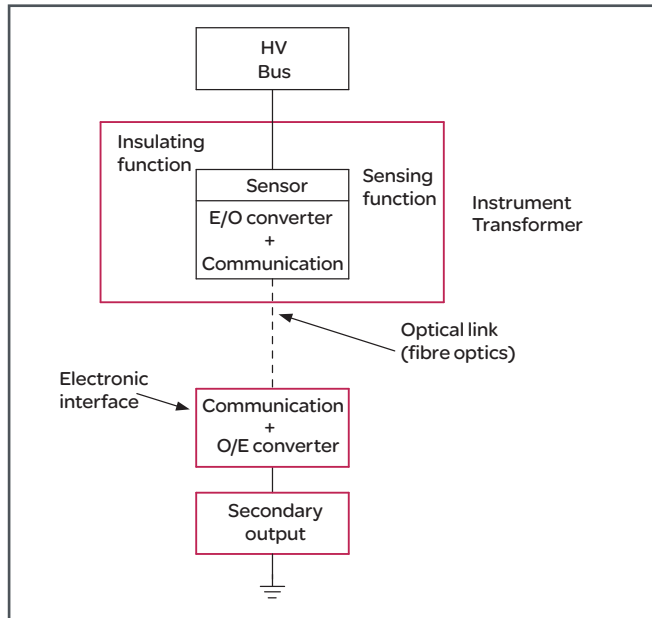 HV
Bus
Insulating
function
Sensor
Sensing
function
E/O converter
+
Communication
Instrument
Transformer
Optical link
(fibre optics)
Electronic
interface
Communication
+
O/E converter
Secondary
output